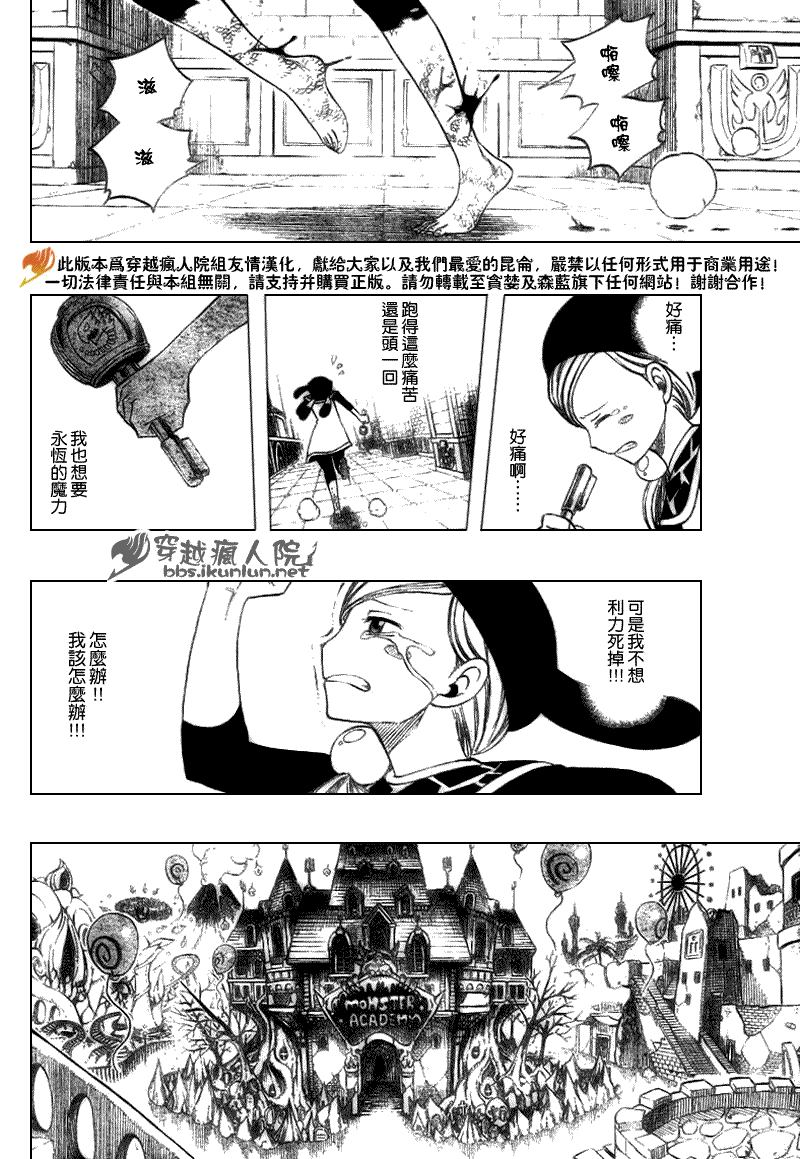 啪嚓
啪嚓
滋
滋
此版本爲穿越瘋人院組友情漢化，獻給大家以及我們最愛的昆侖，嚴禁以任何形式用于商業用途！
一切法律責任與本組無關，請支持并購買正版。請勿轉載至貪婪及森藍旗下任何網站！謝謝合作！
好痛…
好痛啊……
跑得這麼痛苦
還是頭一回
我也想要
永恆的魔力
穿越瘋人院
bbs.ikunlun.net
可是我不想
利力死掉!!!
怎麼辦!!
我該怎麼辦!!!
MONSTER
ACADEMY